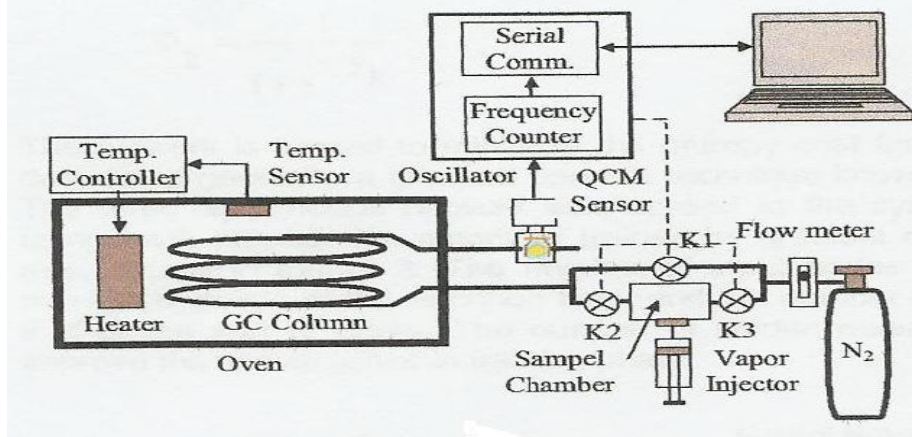 Serial
Comm.
Frequency
Counter
Temp.
Controller
Temp.
Sensor
Oscillator
QCM
Sensor
K1
Flow meter
Heater
GC Column
K2
K3
Sampel
Chamber
Vapor
Injector
N₂
Oven